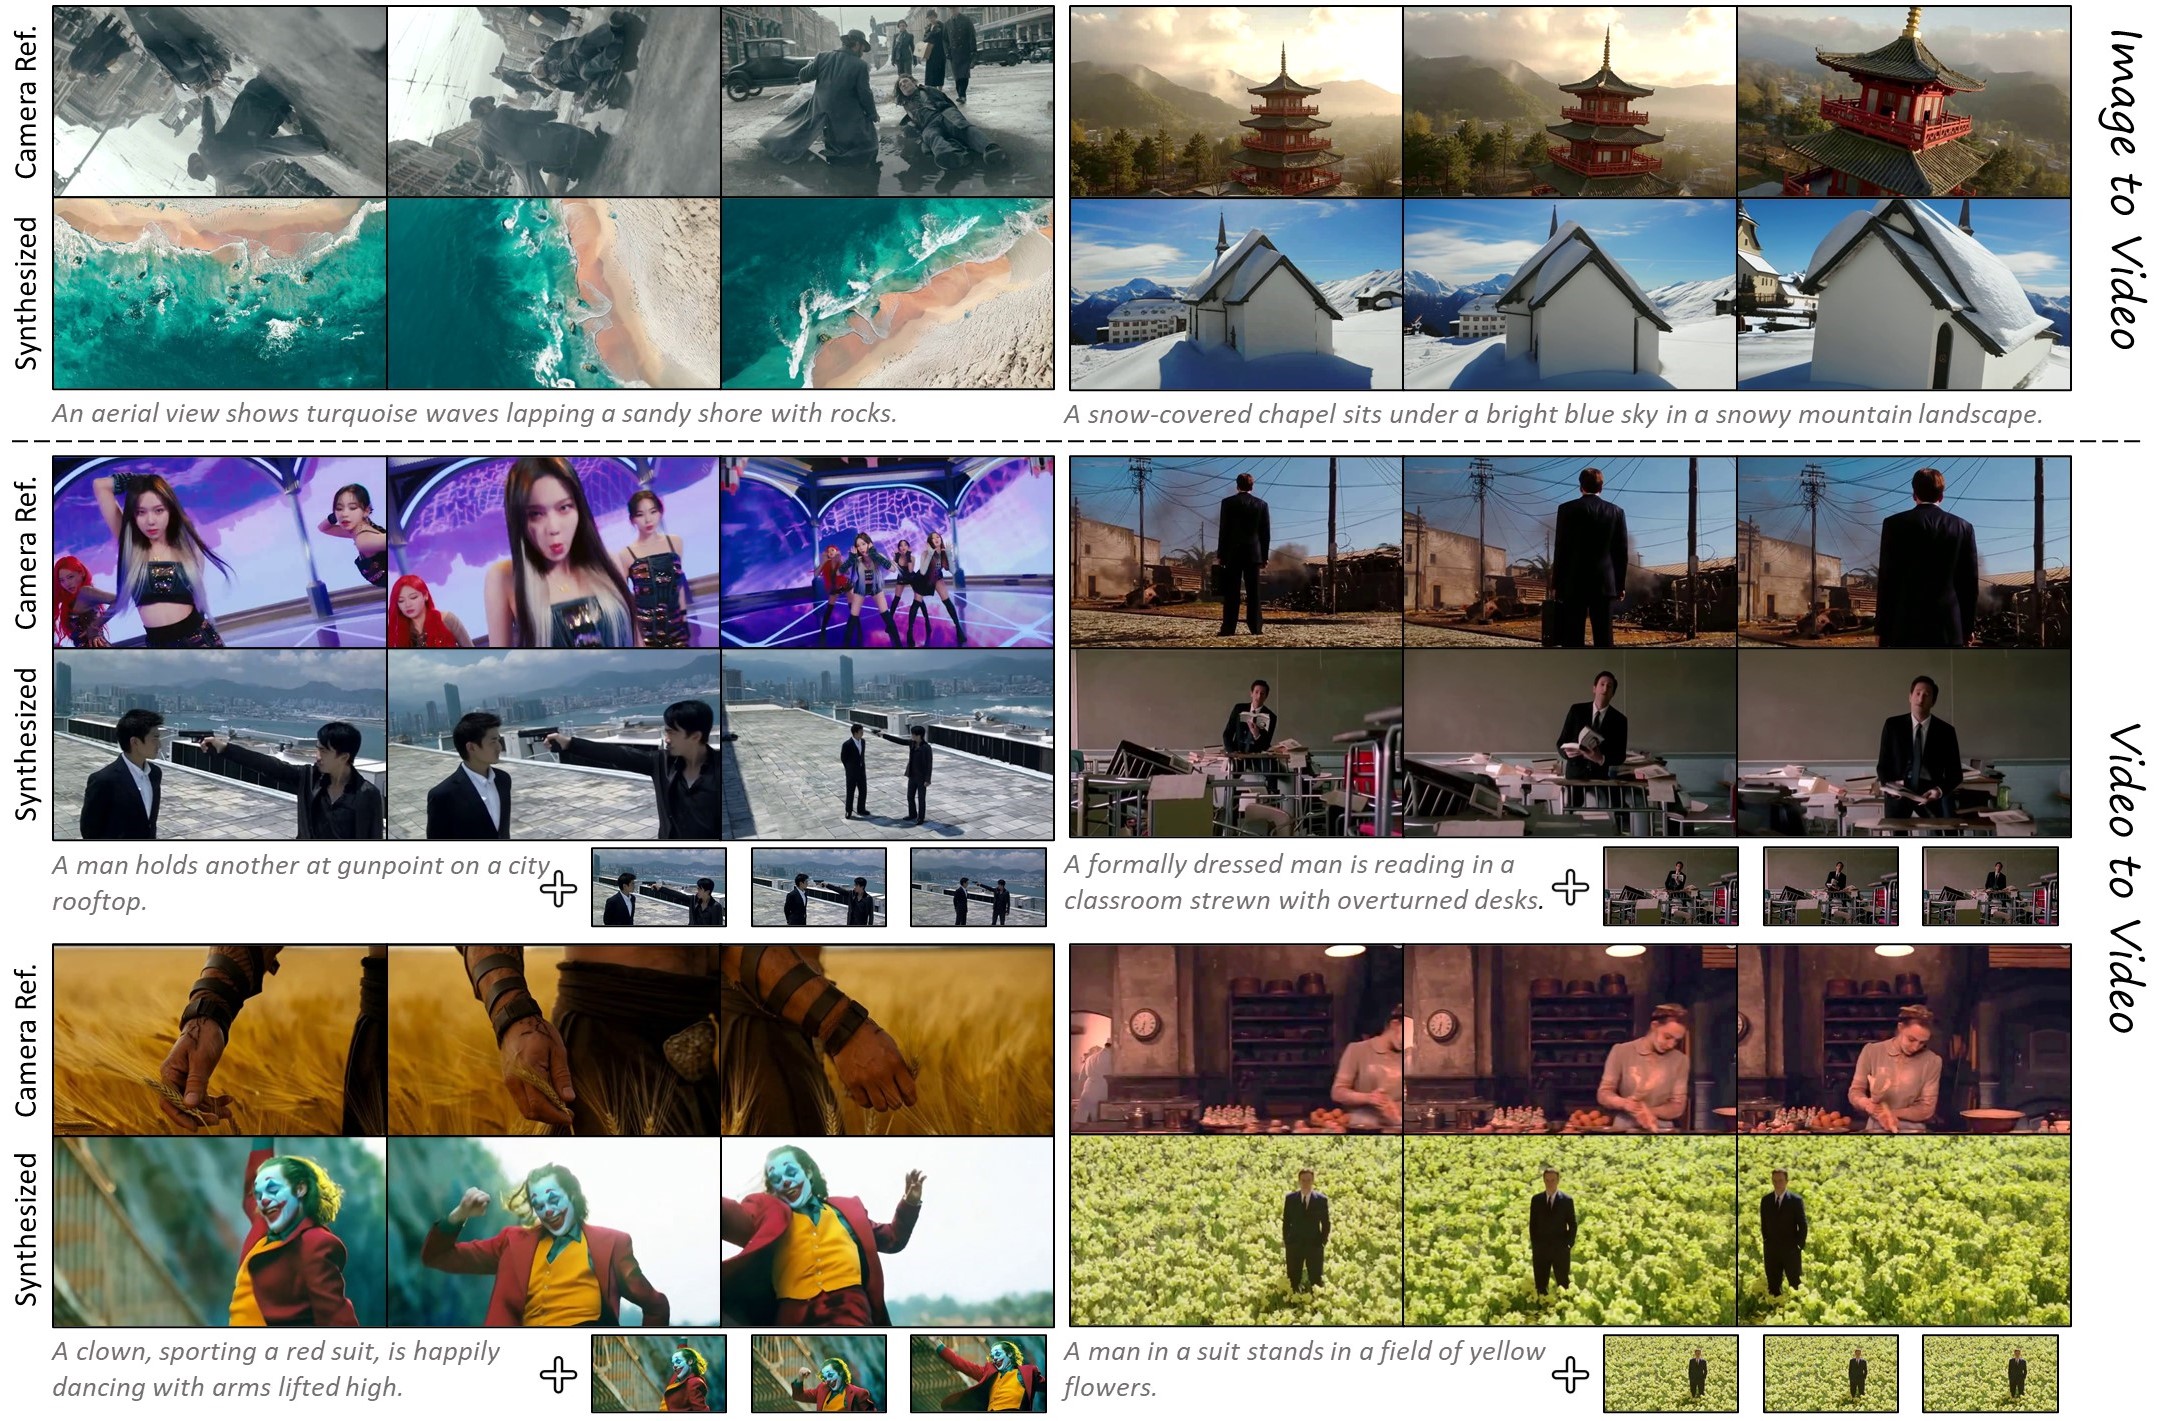 Camera Ref.
Synthesized
An aerial view shows turquoise waves lapping a sandy shore with rocks.
A snow-covered chapel sits under a bright blue sky in a snowy mountain landscape.
Image to Video
Camera Ref.
Synthesized
A man holds another at gunpoint on a city
rooftop.
A formally dressed man is reading in a
classroom strewn with overturned desks.
Camera Ref.
Synthesized
A clown, sporting a red suit, is happily
dancing with arms lifted high.
A man in a suit stands in a field of yellow
flowers.
Video to Video